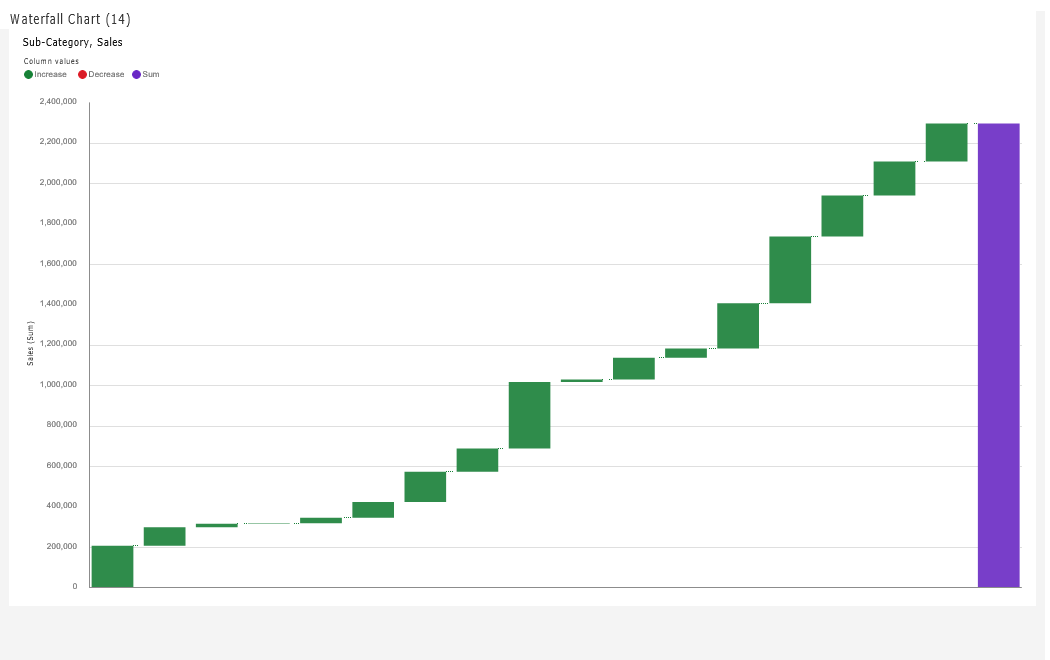 Waterfall Chart (14)
Sub-Category, Sales
Column values
Increase Decrease Sum
2,400,000
2,200,000
2,000,000
1,800,000
1,600,000
1,400,000
1,200,000
1,000,000
800,000
600,000
400,000
200,000
0
Sales (Sum)